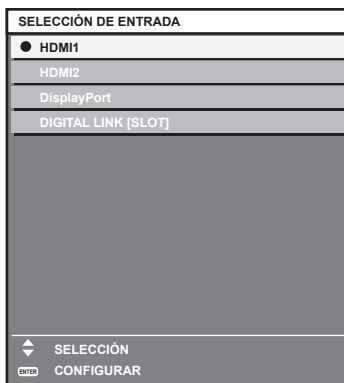 SELECCIÓN DE ENTRADA
HDMI1
HDMI2
DisplayPort
DIGITAL LINK [SLOT]
SELECCIÓN
ENTER CONFIGURAR